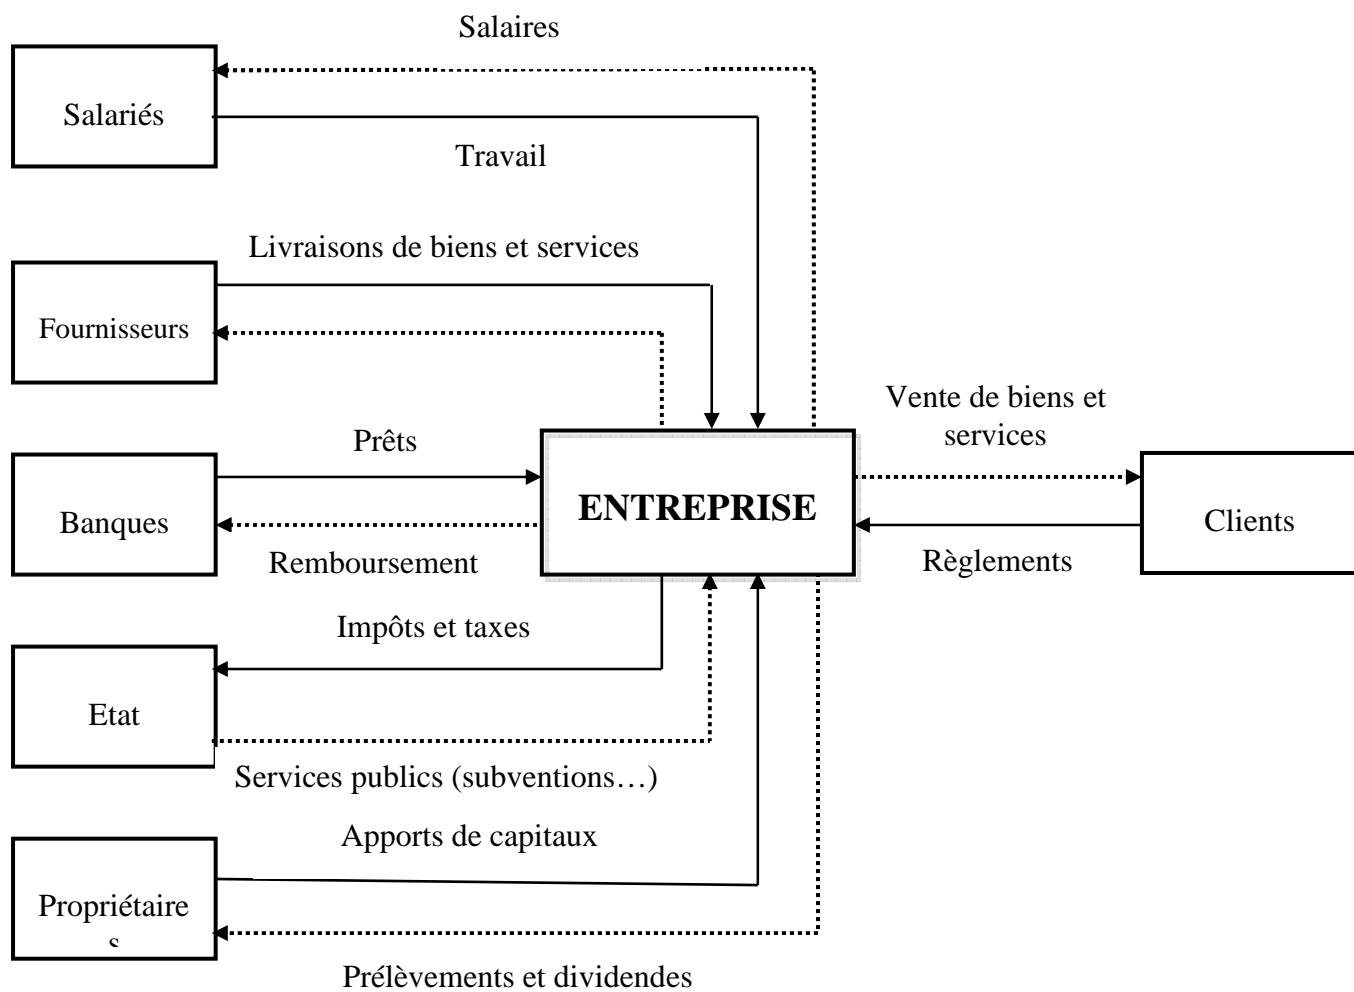 Salaires
Salariés
Travail
Livraisons de biens et services
Fournisseurs
Vente de biens et
services
Prêts
ENTREPRISE
Banques
Clients
Remboursement
Règlements
Impôts et taxes
Etat
Services publics (subventions…)
Apports de capitaux
Propriétaire
s
Prélèvements et dividendes